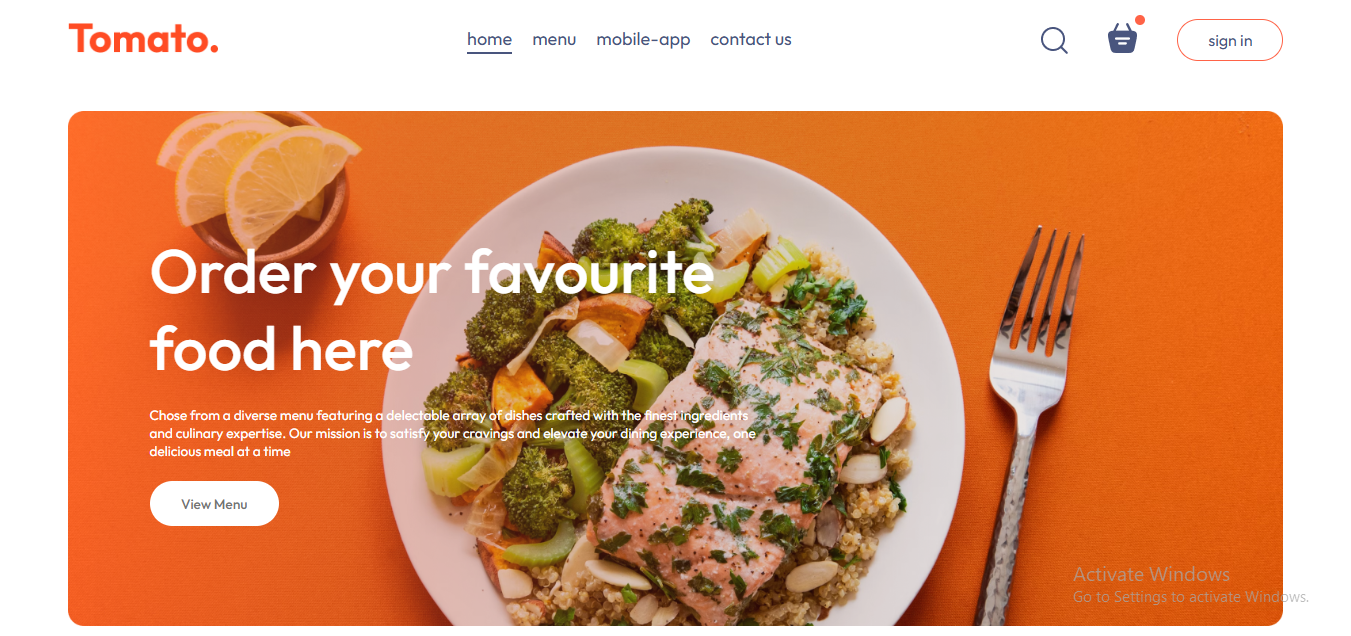 Tomato.
home menu mobile-app contact us
sign in
Order your favourite
food here
Chose from a diverse menu featuring a delectable array of dishes crafted with the finest ingredients
and culinary expertise. Our mission is to satisfy your cravings and elevate your dining experience, one
delicious meal at a time
View Menu
Activate Windows
Go to Settings to activate Windows.